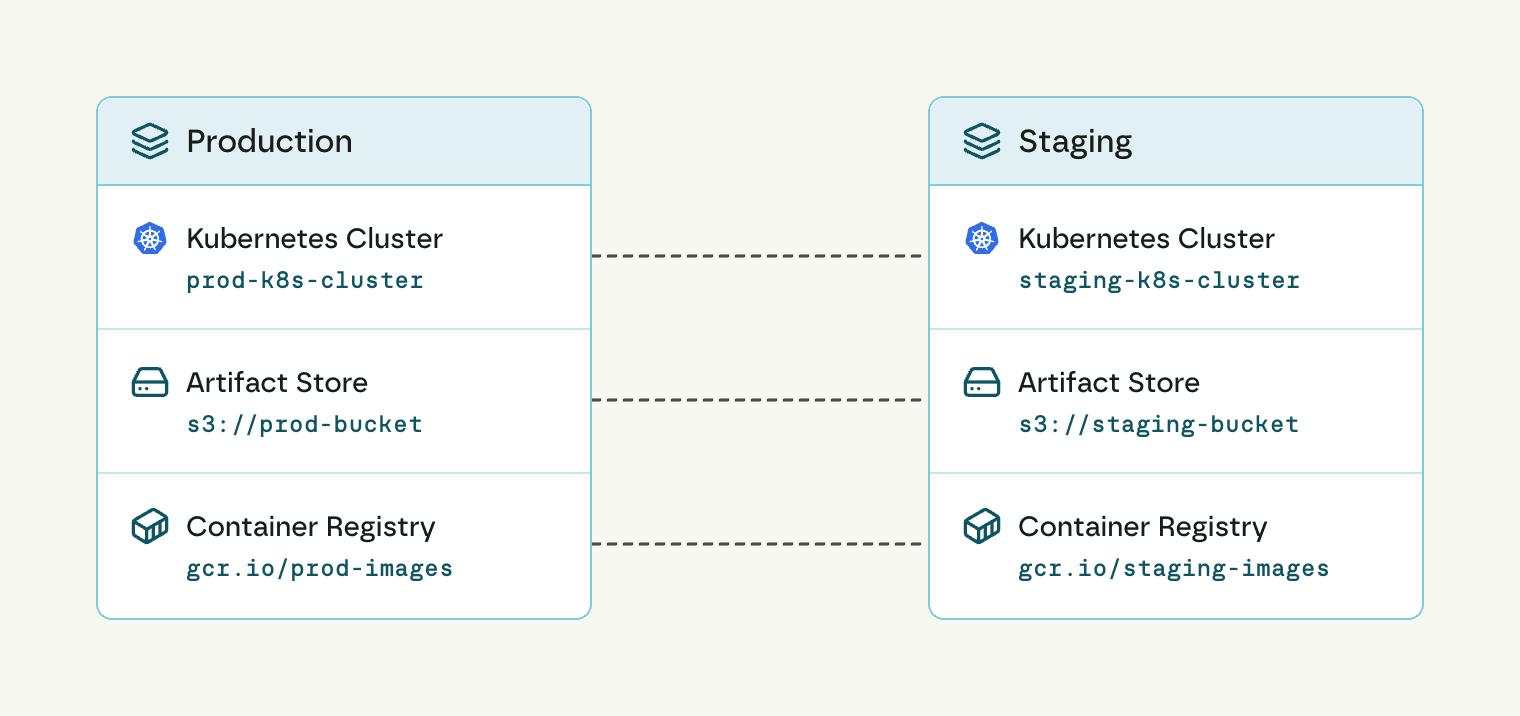 Production
Kubernetes Cluster
prod-k8s-cluster
Artifact Store
s3://prod-bucket
Container Registry
gcr.io/prod-images
Staging
Kubernetes Cluster
staging-k8s-cluster
Artifact Store
s3://staging-bucket
Container Registry
gcr.io/staging-images